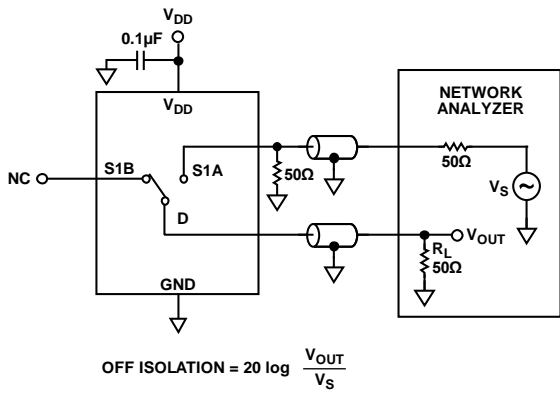 VDD
0.1µF
VDD
NETWORK
ANALYZER
S1B
S1A
NC
50Ω
50Ω
VS
D
VOUT
RL
50Ω
GND
OFF ISOLATION = 20 log VOUT
VS